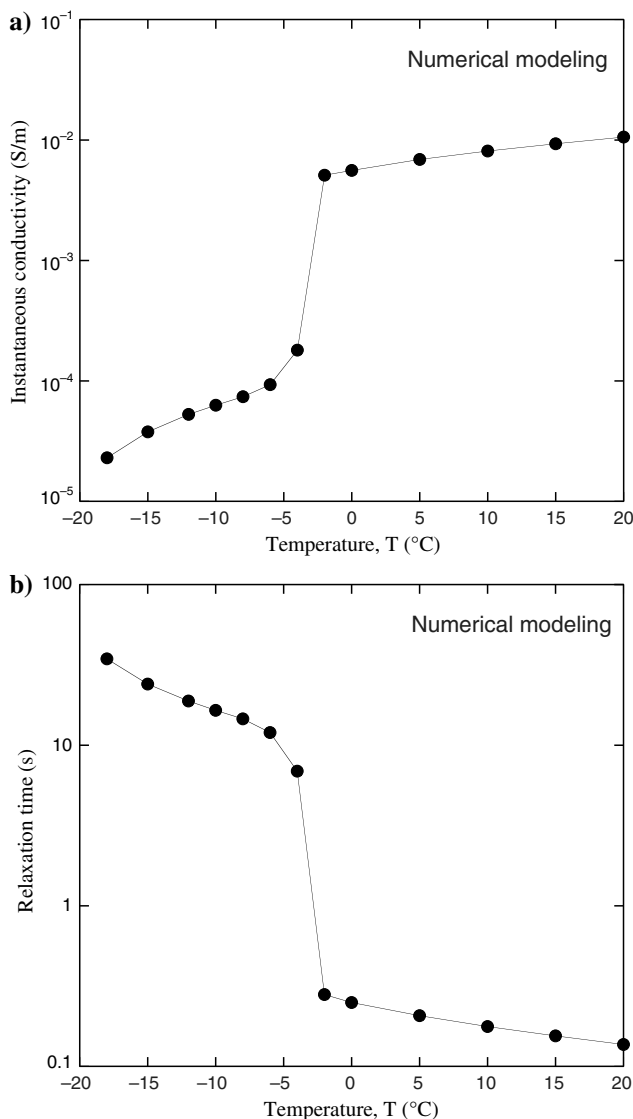 a)
10⁻¹
Numerical modeling
10⁻²
10⁻³
10⁻⁴
10⁻⁵
Instantaneous conductivity (S/m)
−20 −15 −10 −5 0 5 10 15 20
Temperature, T (°C)
b)
100
Numerical modeling
10
1
0.1
Relaxation time (s)
−20 −15 −10 −5 0 5 10 15 20
Temperature, T (°C)